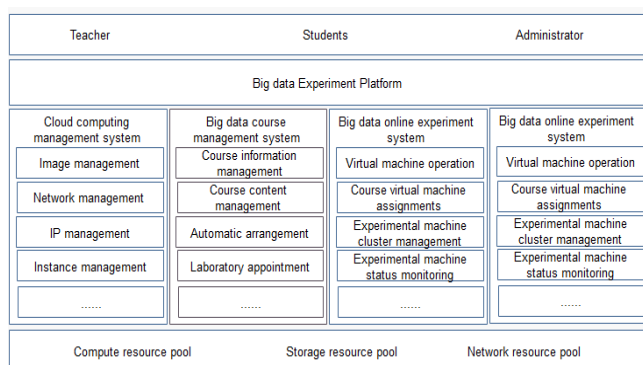 Teacher Students Administrator
Big data Experiment Platform
Cloud computing
management system
Image management
Network management
IP management
Instance management
......
Big data course
management system
Course information
management
Course content
management
Automatic arrangement
Laboratory appointment
......
Big data online experiment
system
Virtual machine operation
Course virtual machine
assignments
Experimental machine
cluster management
Experimental machine
status monitoring
......
Big data online experiment
system
Virtual machine operation
Course virtual machine
assignments
Experimental machine
cluster management
Experimental machine
status monitoring
......
Compute resource pool Storage resource pool Network resource pool